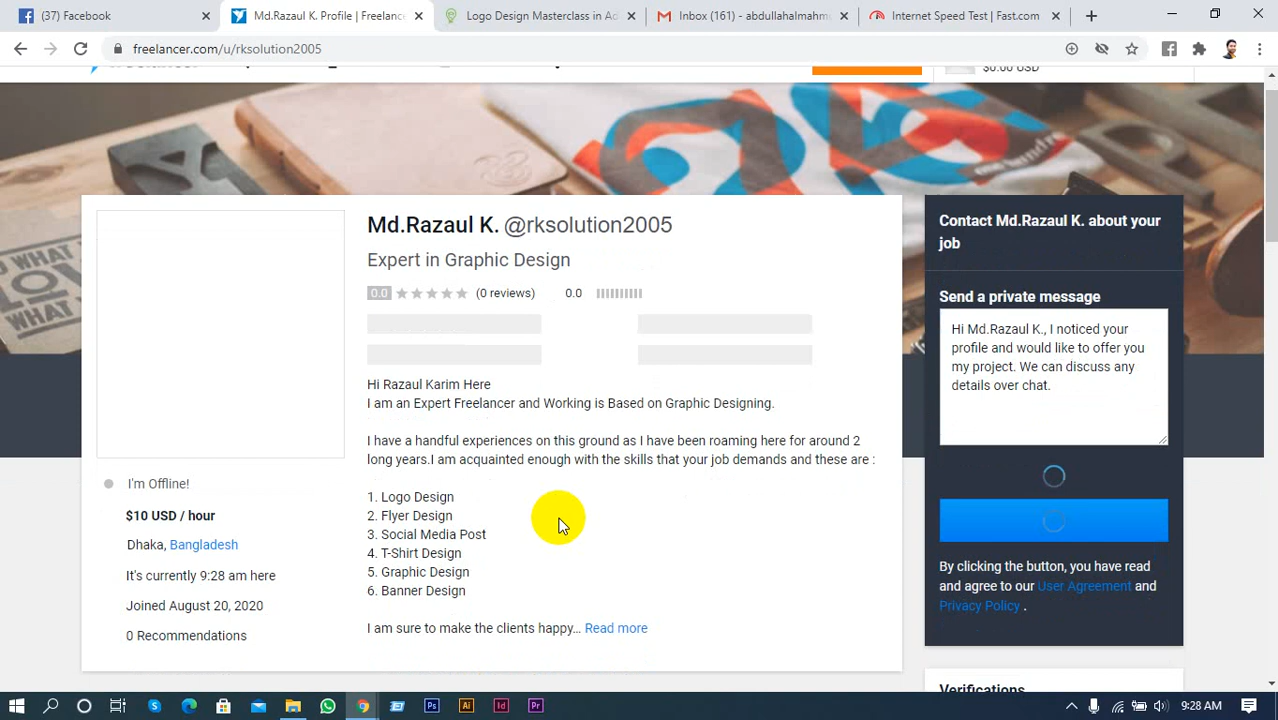 (37) Facebook
Md.Razaul K. Profile | Freelance
Logo Design Masterclass in Ad
Inbox (161) - abdullahalmahm
Internet Speed Test | Fast.com
freelancer.com/u/rksolution2005
$0.00 USD
Md.Razaul K. @rksolution2005
Expert in Graphic Design
0.0 (0 reviews) 0.0
Hi Razaul Karim Here
I am an Expert Freelancer and Working is Based on Graphic Designing.
I have a handful experiences on this ground as I have been roaming here for around 2
long years.I am acquainted enough with the skills that your job demands and these are :
1. Logo Design
2. Flyer Design
3. Social Media Post
4. T-Shirt Design
5. Graphic Design
6. Banner Design
I am sure to make the clients happy... Read more
I'm Offline!
$10 USD / hour
Dhaka, Bangladesh
It's currently 9:28 am here
Joined August 20, 2020
0 Recommendations
Contact Md.Razaul K. about your
job
Send a private message
Hi Md.Razaul K., I noticed your
profile and would like to offer you
my project. We can discuss any
details over chat.
By clicking the button, you have read
and agree to our User Agreement and
Privacy Policy .
Verifications
9:28 AM